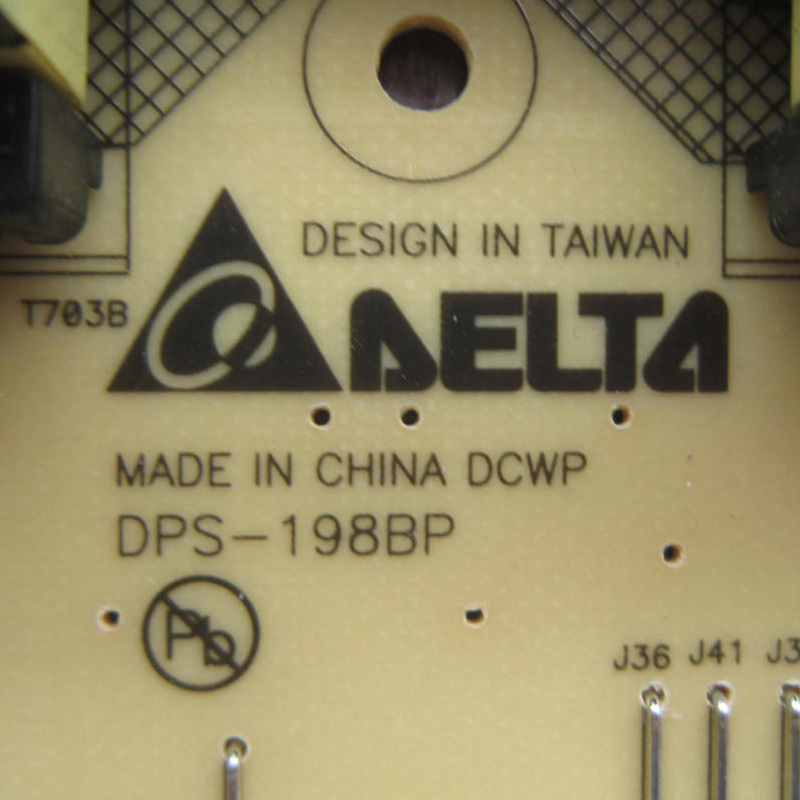 DESIGN IN TAIWAN
T703B
DELTA
MADE IN CHINA DCWP
DPS-198BP
Pb
J36 J41